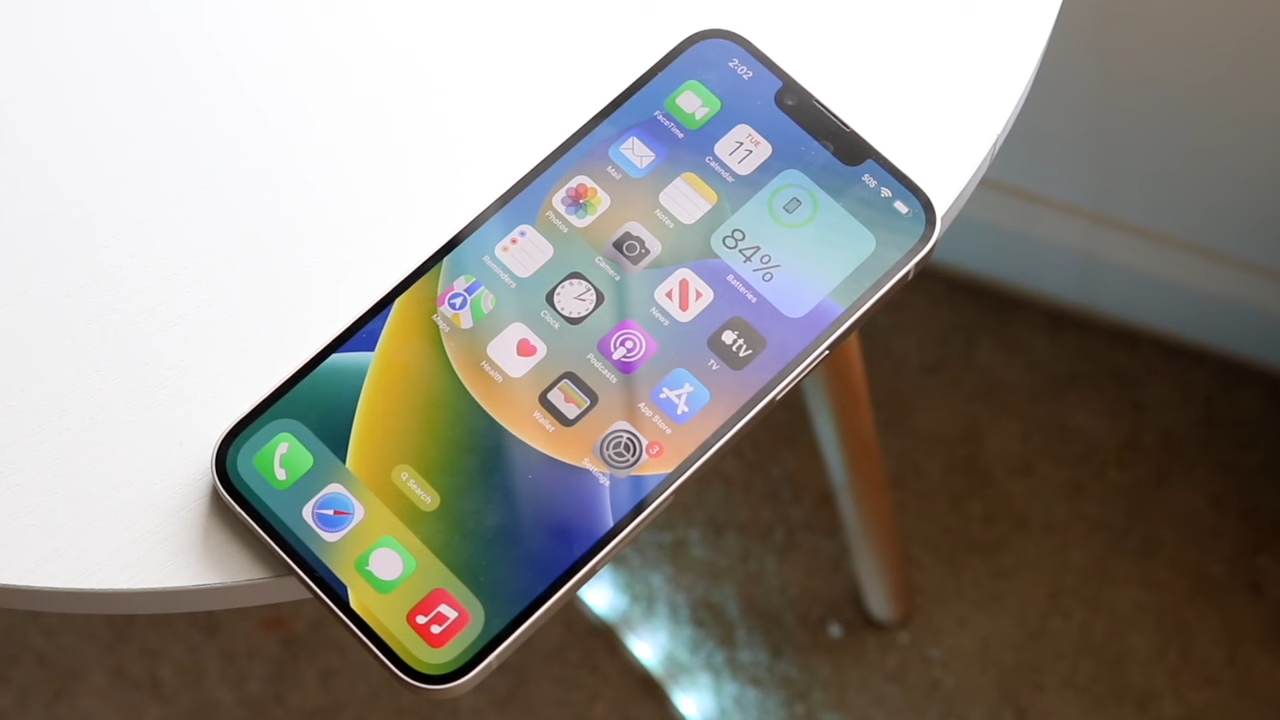 2:02
SOS
FaceTime
TUE
11
Calendar
84%
Batteries
Mail
Notes
Photos
Camera
News
tv
TV
Reminders
Clock
Podcasts
App Store
Maps
Health
Wallet
3
Settings
Search